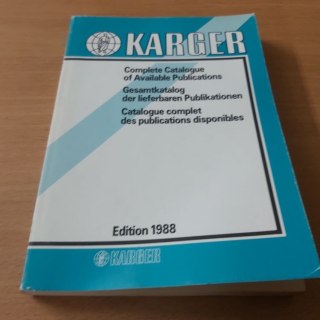 KARGER
Complete Catalogue
of Available Publications
Gesamtkatalog
der lieferbaren Publikationen
Catalogue complet
des publications disponibles
Edition 1988
KARGER